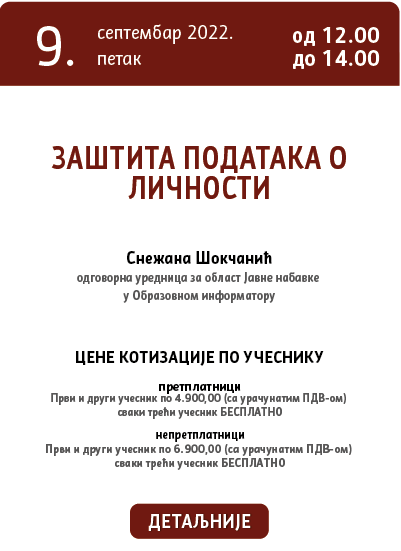 9.
септембар 2022.
петак
од 12.00
до 14.00
ЗАШТИТА ПОДАТАКА О
ЛИЧНОСТИ
Снежана Шокчанић
одговорна уредница за област Јавне набавке
у Образовном информатору
ЦЕНЕ КОТИЗАЦИЈЕ ПО УЧЕСНИКУ
претплатници
Први и други учесник по 4.900,00 (са урачунатим ПДВ-ом)
сваки трећи учесник БЕСПЛАТНО
непретплатници
Први и други учесник по 6.900,00 (са урачунатим ПДВ-ом)
сваки трећи учесник БЕСПЛАТНО
ДЕТАЉНИЈЕ